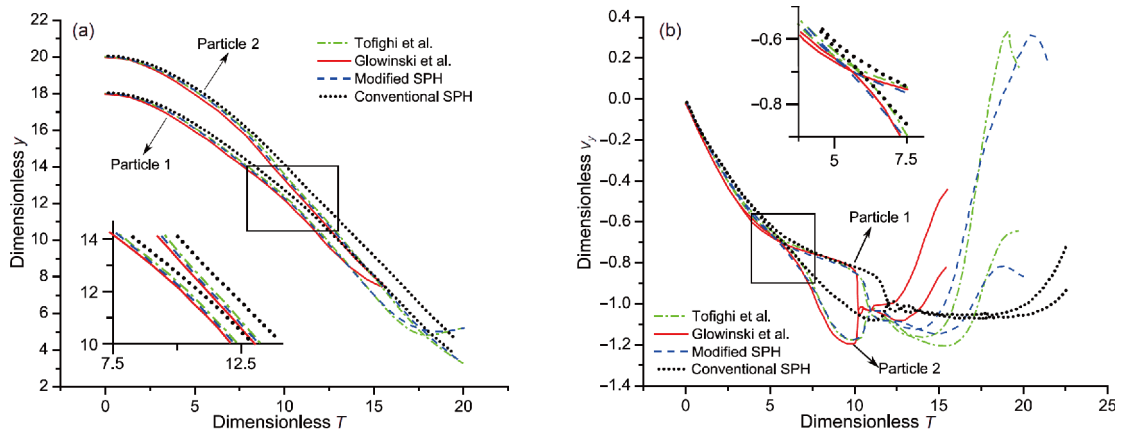 (a)
22
20
18
16
14
12
10
8
6
4
2
Dimensionless y
Particle 2
Particle 1
Tofighi et al.
Glowinski et al.
Modified SPH
Conventional SPH
14
12
10
7.5 12.5
0 5 10 15 20
Dimensionless T
(b)
0.4
0.2
0.0
−0.2
−0.4
−0.6
−0.8
−1.0
−1.2
−1.4
Dimensionless vy
−0.6
−0.8
5 7.5
Particle 1
Particle 2
Tofighi et al.
Glowinski et al.
Modified SPH
Conventional SPH
0 5 10 15 20 25
Dimensionless T